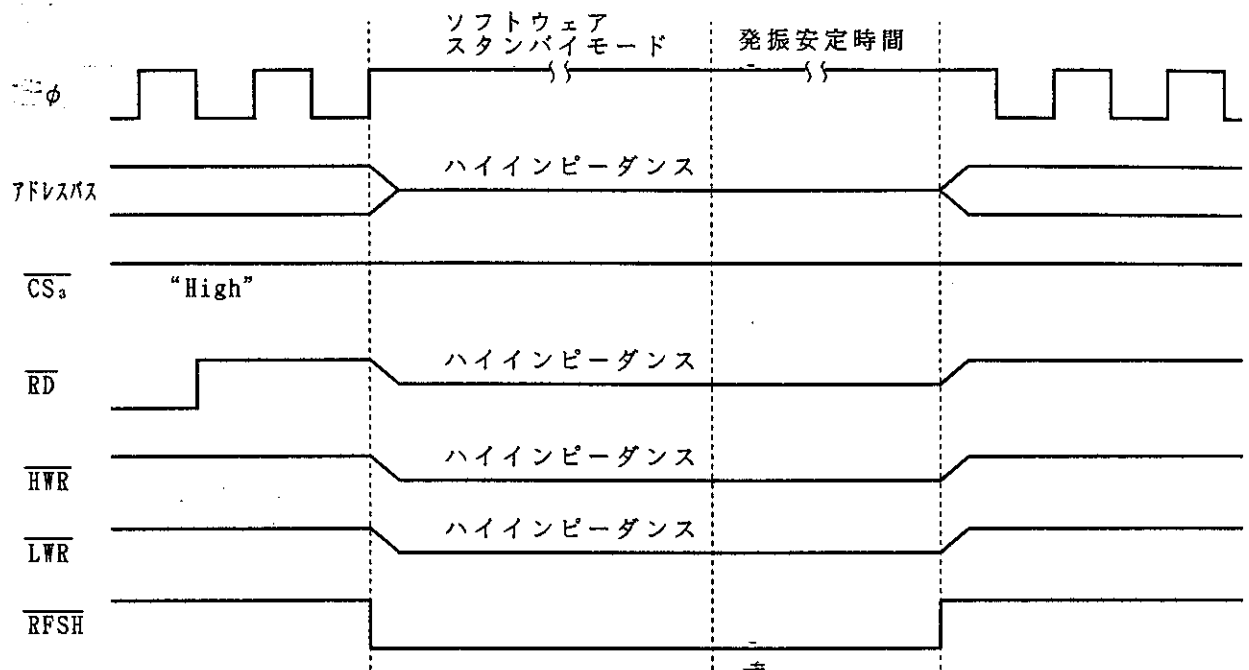 ソフトウェア
スタンバイモード
発振安定時間
φ
アドレスバス
ハイインピーダンス
CS₃
“High”
RD
ハイインピーダンス
HWR
ハイインピーダンス
LWR
ハイインピーダンス
RFSH